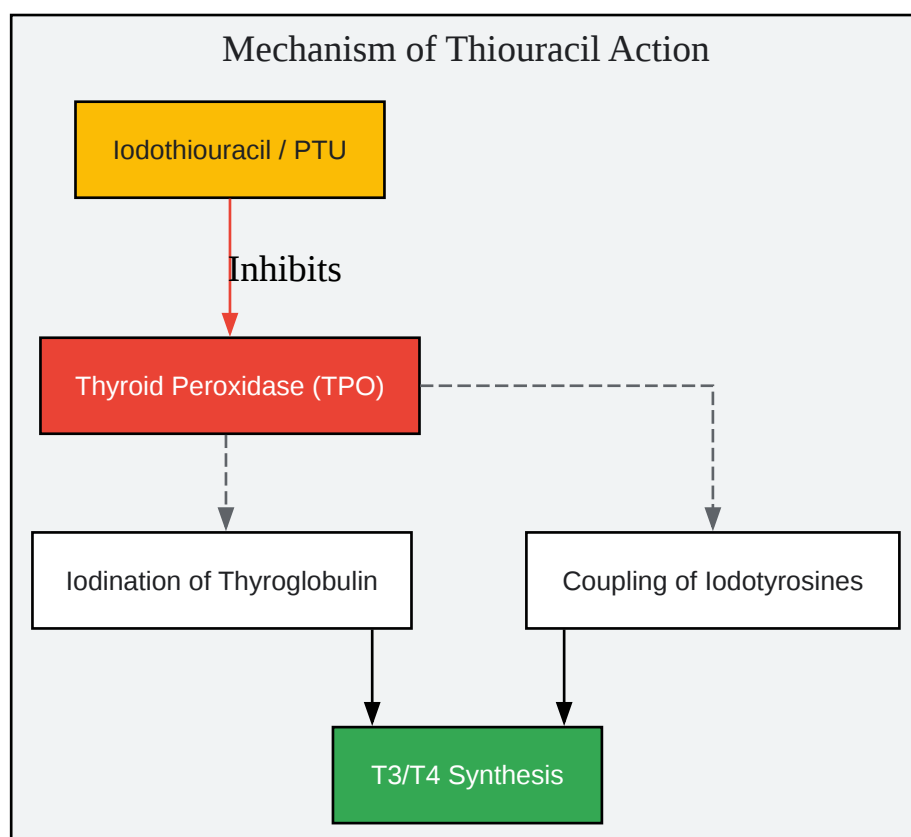 Mechanism of Thiouracil Action
Iodothiouracil / PTU
Inhibits
Thyroid Peroxidase (TPO)
Iodination of Thyroglobulin
Coupling of Iodotyrosines
T3/T4 Synthesis